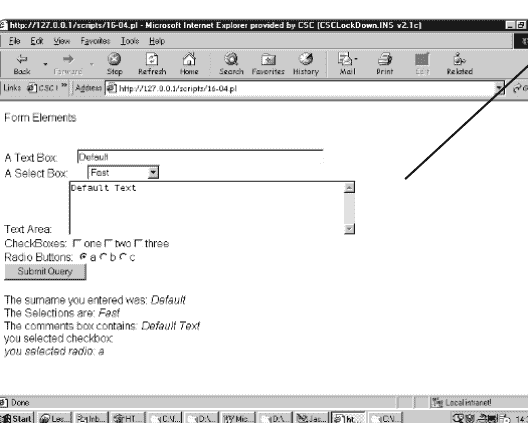 http://127.0.0.1/scripts/16-04.pl - Microsoft Internet Explorer provided by CSC [CSCLockDown.INS v2.1c]
File Edit View Favorites Tools Help
Back Forward Stop Refresh Home Search Favorites History Mail Print Edit Related
Links CSC I Address http://127.0.0.1/scripts/16-04.pl
Form Elements
A Text Box: Default
A Select Box: Fast
Default Text
Text Area:
CheckBoxes: one two three
Radio Buttons: a b c
Submit Query
The surname you entered was: Default
The Selections are: Fast
The comments box contains: Default Text
you selected checkbox:
you selected radio: a
Done Local intranet
Start